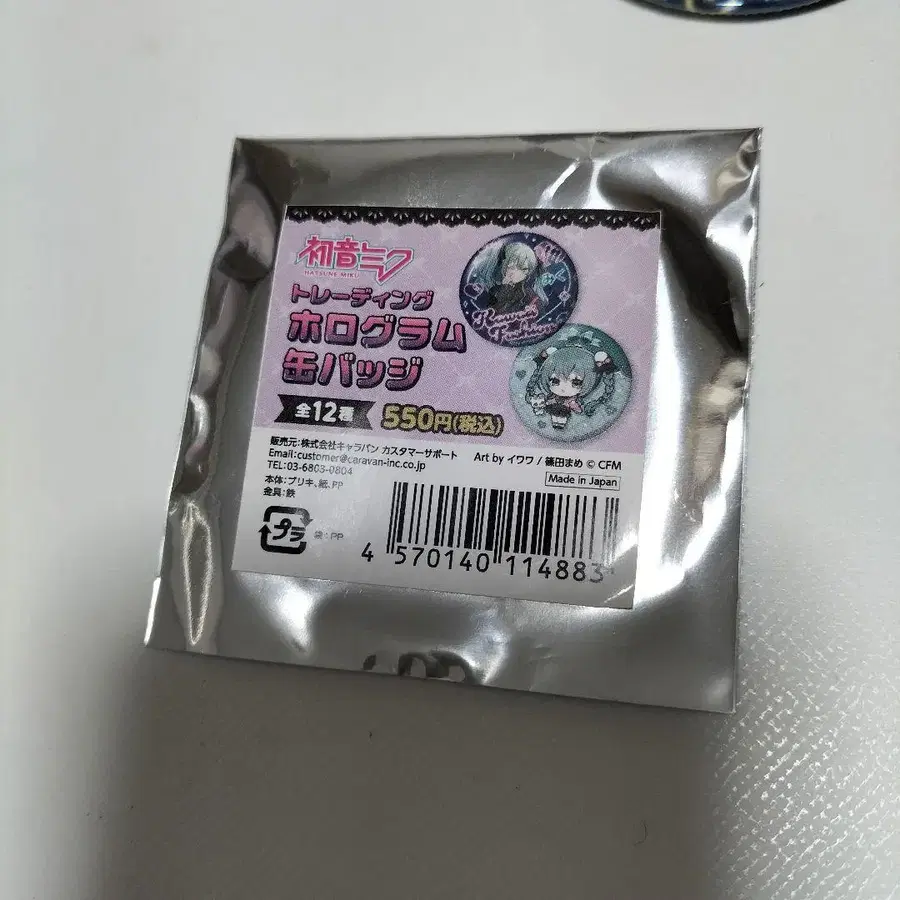 初音ミク
HATSUNE MIKU
トレーディング
ホログラム
缶バッジ
Kawaii
Fashion
全12種
550円(税込)
販売元:株式会社キャラバン カスタマーサポート
Email:customer@caravan-inc.co.jp
TEL:03-6803-0804
本体:ブリキ、紙、PP
金具:鉄
Art by イワワ / 篠田まめ © CFM
Made in Japan
プラ
袋:PP
4 570140 114883